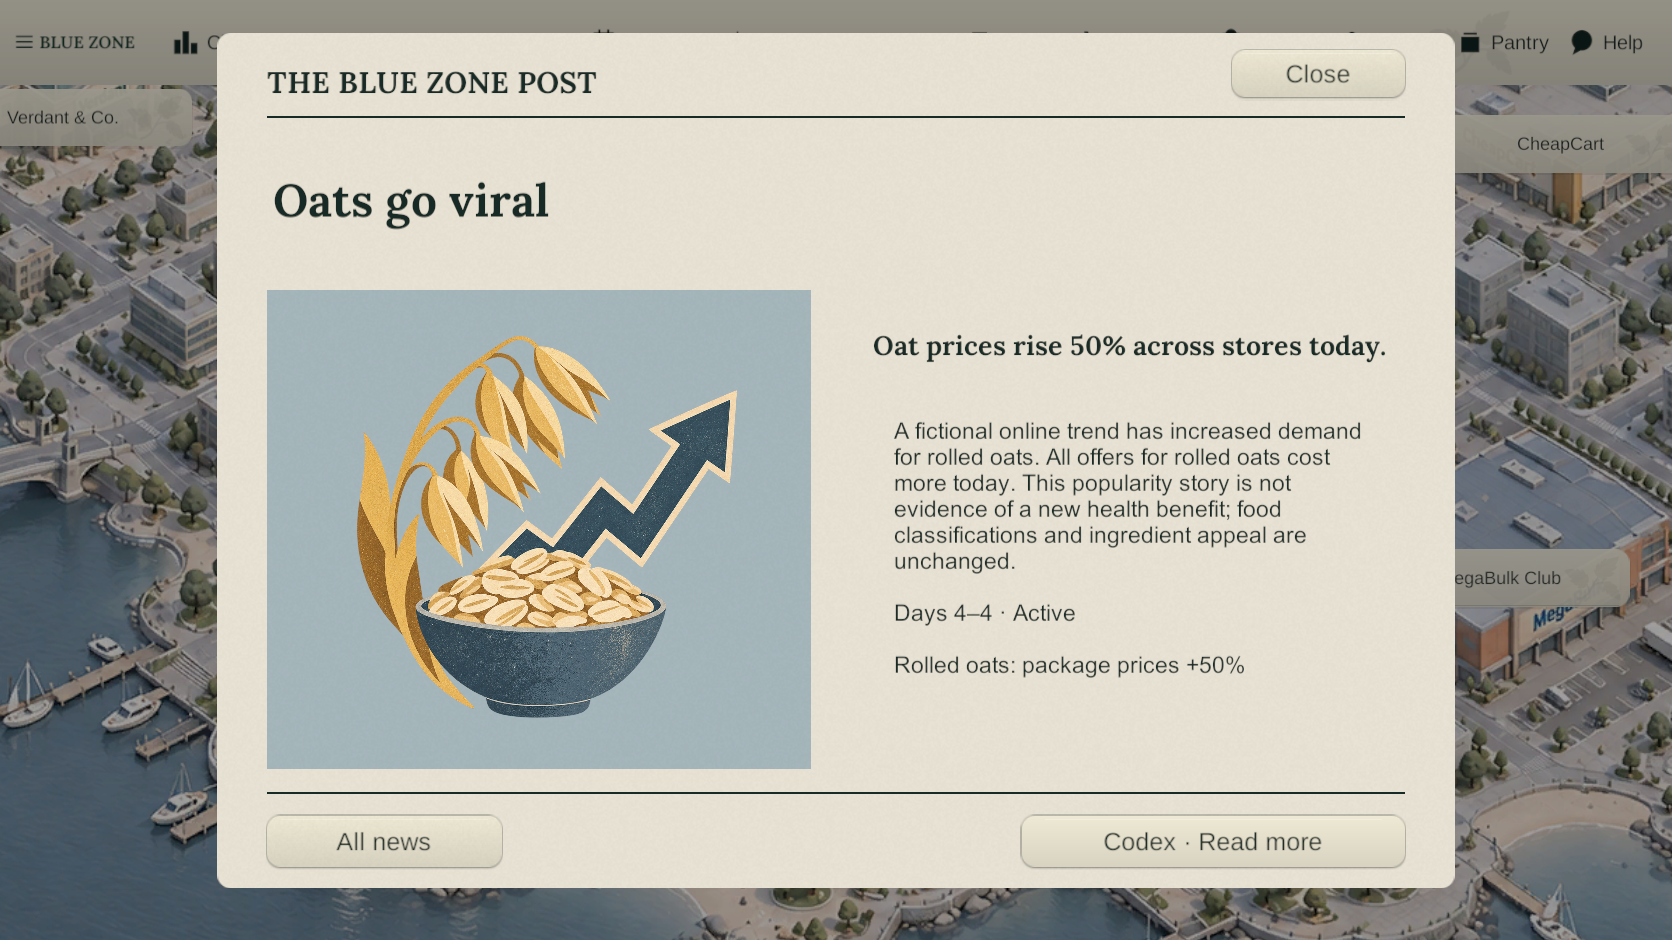 BLUE ZONE
Pantry
Help
Verdant & Co.
CheapCart
THE BLUE ZONE POST
Close
Oats go viral
Oat prices rise 50% across stores today.
A fictional online trend has increased demand
for rolled oats. All offers for rolled oats cost
more today. This popularity story is not
evidence of a new health benefit; food
classifications and ingredient appeal are
unchanged.
Days 4–4 · Active
Rolled oats: package prices +50%
egaBulk Club
Mega
All news
Codex · Read more